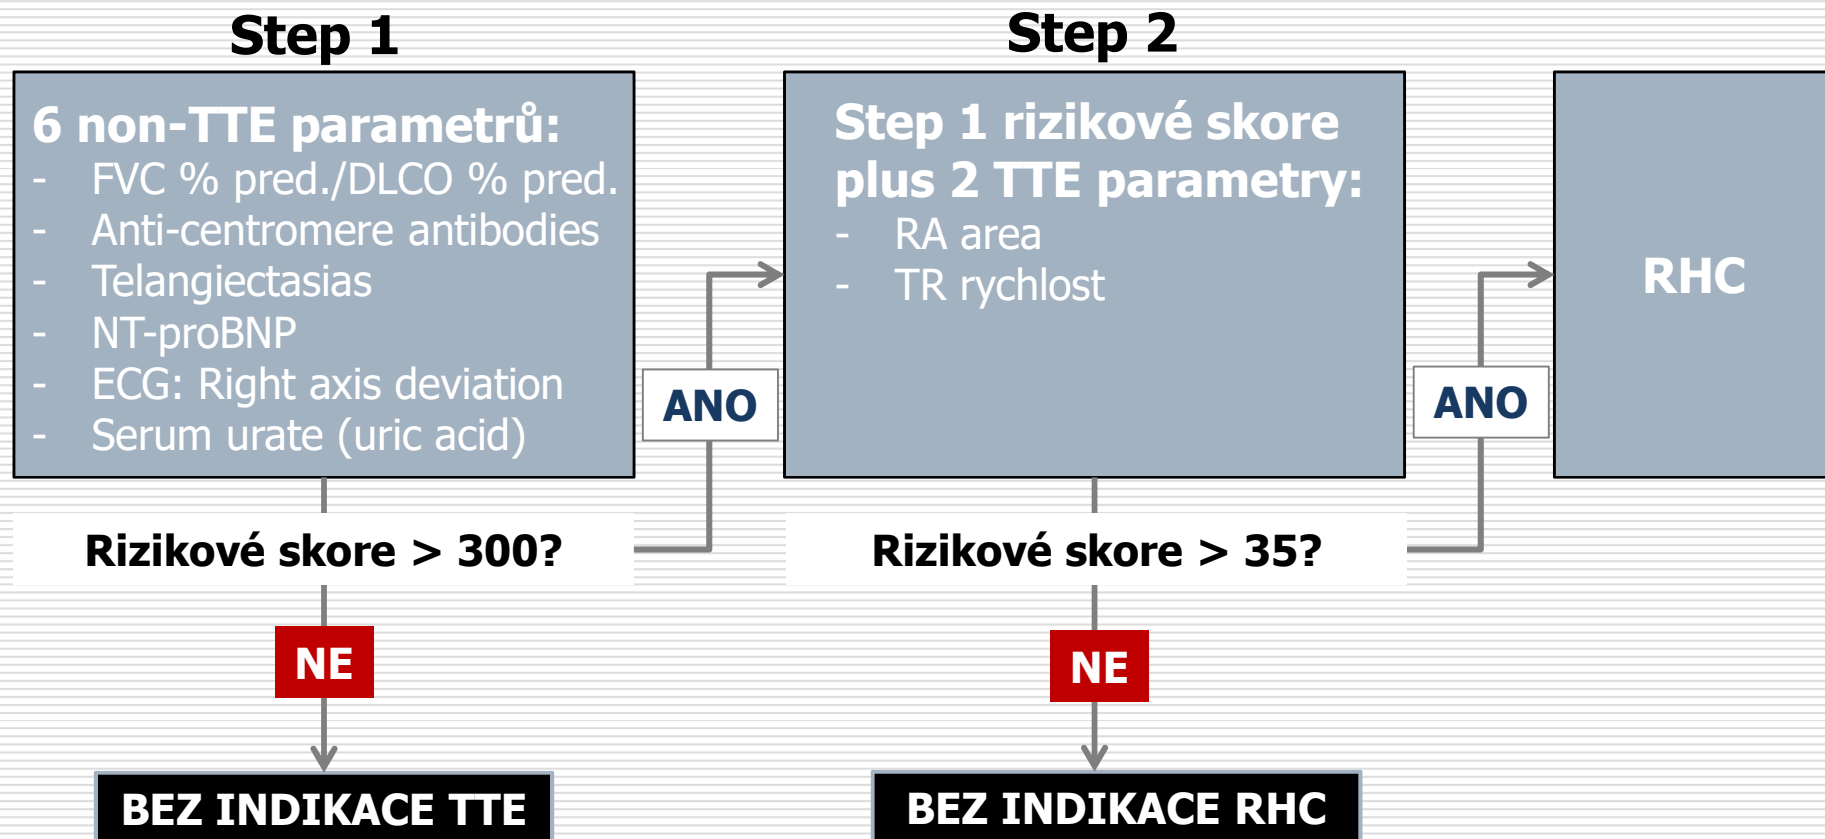 Step 1
6 non-TTE parametrů:
- FVC % pred./DLCO % pred.
- Anti-centromere antibodies
- Telangiectasias
- NT-proBNP
- ECG: Right axis deviation
- Serum urate (uric acid)
Rizikové skore > 300?
ANO
NE
BEZ INDIKACE TTE
Step 2
Step 1 rizikové skore
plus 2 TTE parametry:
- RA area
- TR rychlost
Rizikové skore > 35?
ANO
NE
BEZ INDIKACE RHC
RHC